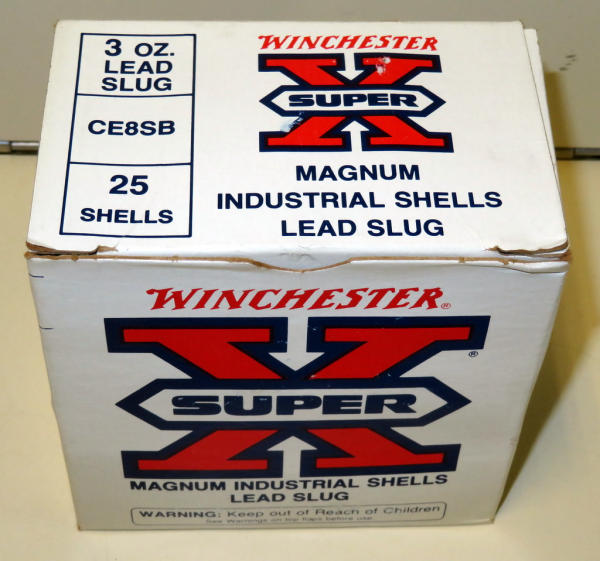 3 OZ.
LEAD
SLUG
CE8SB
25
SHELLS
WINCHESTER
SUPER X
MAGNUM
INDUSTRIAL SHELLS
LEAD SLUG
WINCHESTER®
SUPER X®
MAGNUM INDUSTRIAL SHELLS
LEAD SLUG
WARNING: Keep out of Reach of Children
See Warnings on top flaps before use.